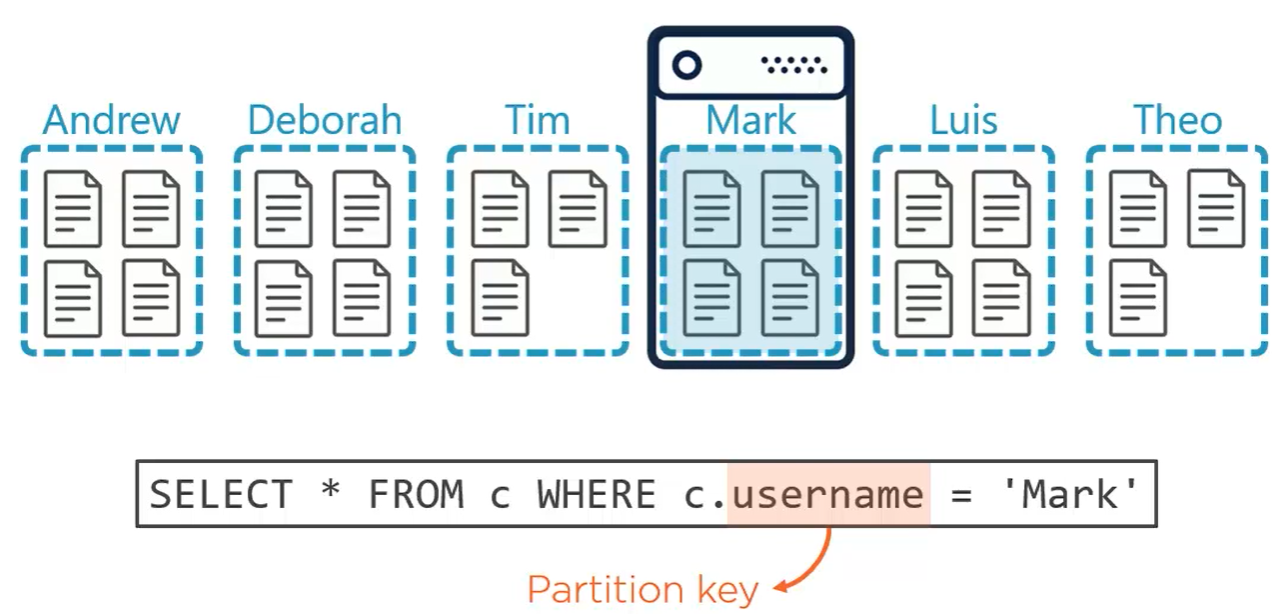 Andrew Deborah Tim Mark Luis Theo
SELECT * FROM c WHERE c.username = 'Mark'
Partition key